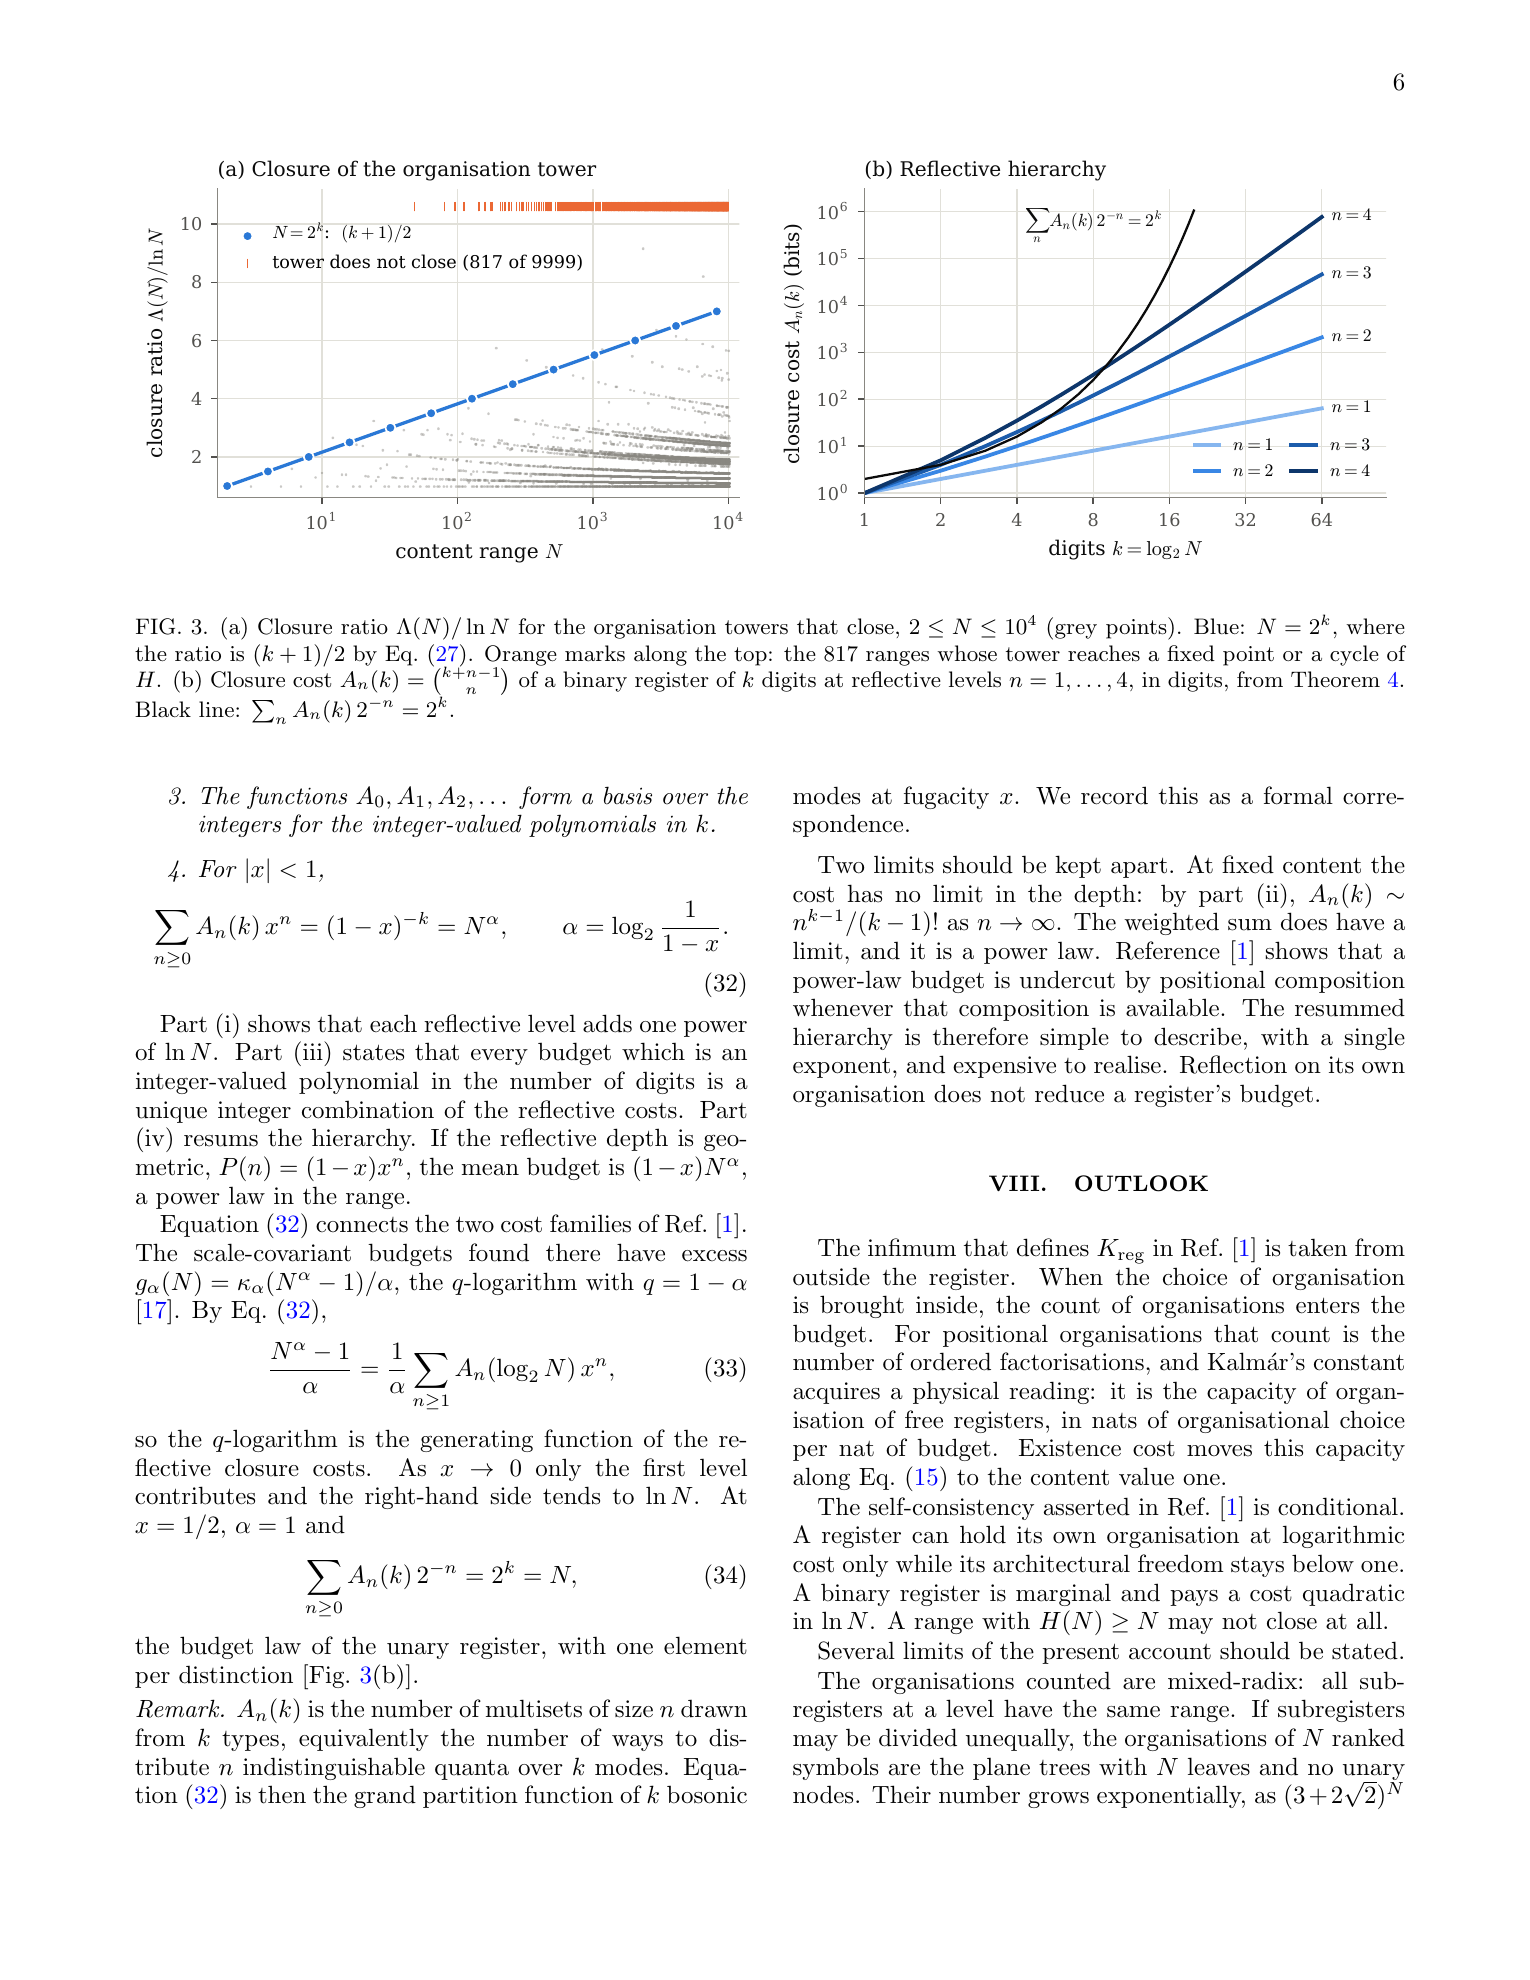 6
(a) Closure of the organisation tower
closure ratio Λ(N)/ln N
10
8
6
4
2
N = 2^k: (k + 1)/2
tower does not close (817 of 9999)
10^1 10^2 10^3 10^4
content range N
(b) Reflective hierarchy
closure cost A_n(k) (bits)
10^6
10^5
10^4
10^3
10^2
10^1
10^0
∑_n A_n(k) 2^{−n} = 2^k
n = 4
n = 3
n = 2
n = 1
n = 1 n = 3
n = 2 n = 4
1 2 4 8 16 32 64
digits k = log_2 N
FIG. 3. (a) Closure ratio Λ(N)/ ln N for the organisation towers that close, 2 ≤ N ≤ 10^4 (grey points). Blue: N = 2^k, where
the ratio is (k + 1)/2 by Eq. (27). Orange marks along the top: the 817 ranges whose tower reaches a fixed point or a cycle of
H. (b) Closure cost A_n(k) = \binom{k+n−1}{n} of a binary register of k digits at reflective levels n = 1, . . . , 4, in digits, from Theorem 4.
Black line: ∑_n A_n(k) 2^{−n} = 2^k.
3. The functions A_0, A_1, A_2, . . . form a basis over the
integers for the integer-valued polynomials in k.
4. For |x| < 1,
∑_{n≥0} A_n(k) x^n = (1 − x)^{−k} = N^α, α = log_2 \frac{1}{1 − x}.
(32)
Part (i) shows that each reflective level adds one power
of ln N. Part (iii) states that every budget which is an
integer-valued polynomial in the number of digits is a
unique integer combination of the reflective costs. Part
(iv) resums the hierarchy. If the reflective depth is geo-
metric, P(n) = (1−x)x^n, the mean budget is (1−x)N^α,
a power law in the range.
Equation (32) connects the two cost families of Ref. [1].
The scale-covariant budgets found there have excess
g_α(N) = κ_α(N^α − 1)/α, the q-logarithm with q = 1 − α
[17]. By Eq. (32),
\frac{N^α − 1}{α} = \frac{1}{α} ∑_{n≥1} A_n(log_2 N) x^n, (33)
so the q-logarithm is the generating function of the re-
flective closure costs. As x → 0 only the first level
contributes and the right-hand side tends to ln N. At
x = 1/2, α = 1 and
∑_{n≥0} A_n(k) 2^{−n} = 2^k = N, (34)
the budget law of the unary register, with one element
per distinction [Fig. 3(b)].
Remark. A_n(k) is the number of multisets of size n drawn
from k types, equivalently the number of ways to dis-
tribute n indistinguishable quanta over k modes. Equa-
tion (32) is then the grand partition function of k bosonic
modes at fugacity x. We record this as a formal corre-
spondence.
Two limits should be kept apart. At fixed content the
cost has no limit in the depth: by part (ii), A_n(k) ∼
n^{k−1}/(k − 1)! as n → ∞. The weighted sum does have a
limit, and it is a power law. Reference [1] shows that a
power-law budget is undercut by positional composition
whenever that composition is available. The resummed
hierarchy is therefore simple to describe, with a single
exponent, and expensive to realise. Reflection on its own
organisation does not reduce a register's budget.
VIII. OUTLOOK
The infimum that defines K_reg in Ref. [1] is taken from
outside the register. When the choice of organisation
is brought inside, the count of organisations enters the
budget. For positional organisations that count is the
number of ordered factorisations, and Kalmár's constant
acquires a physical reading: it is the capacity of organ-
isation of free registers, in nats of organisational choice
per nat of budget. Existence cost moves this capacity
along Eq. (15) to the content value one.
The self-consistency asserted in Ref. [1] is conditional.
A register can hold its own organisation at logarithmic
cost only while its architectural freedom stays below one.
A binary register is marginal and pays a cost quadratic
in ln N. A range with H(N) ≥ N may not close at all.
Several limits of the present account should be stated.
The organisations counted are mixed-radix: all sub-
registers at a level have the same range. If subregisters
may be divided unequally, the organisations of N ranked
symbols are the plane trees with N leaves and no unary
nodes. Their number grows exponentially, as (3+2√2)^N